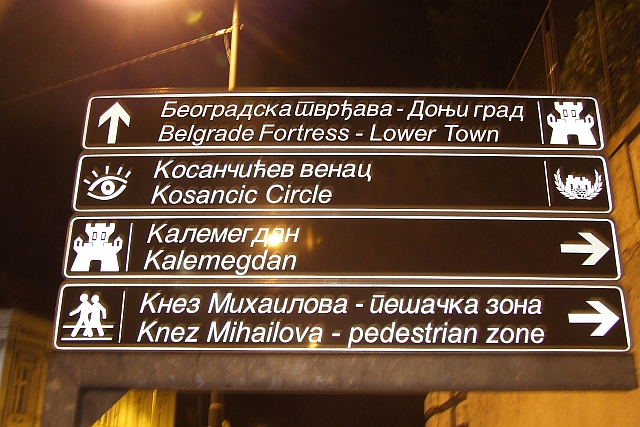 Београдска тврђава - Доњи град
Belgrade Fortress - Lower Town
Косанчићев венац
Kosancic Circle
Калемегдан
Kalemegdan
Кнез Михаилова - пешачка зона
Knez Mihailova - pedestrian zone